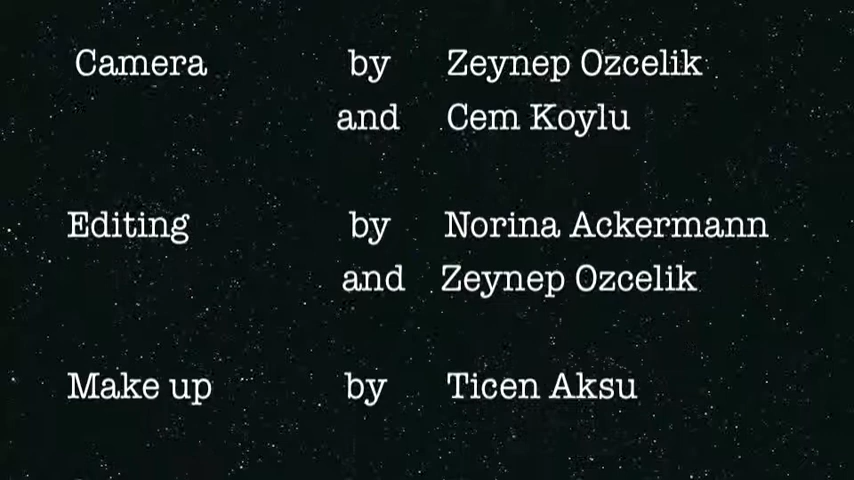 Camera by Zeynep Ozcelik
and Cem Koylu
Editing by Norina Ackermann
and Zeynep Ozcelik
Make up by Ticen Aksu